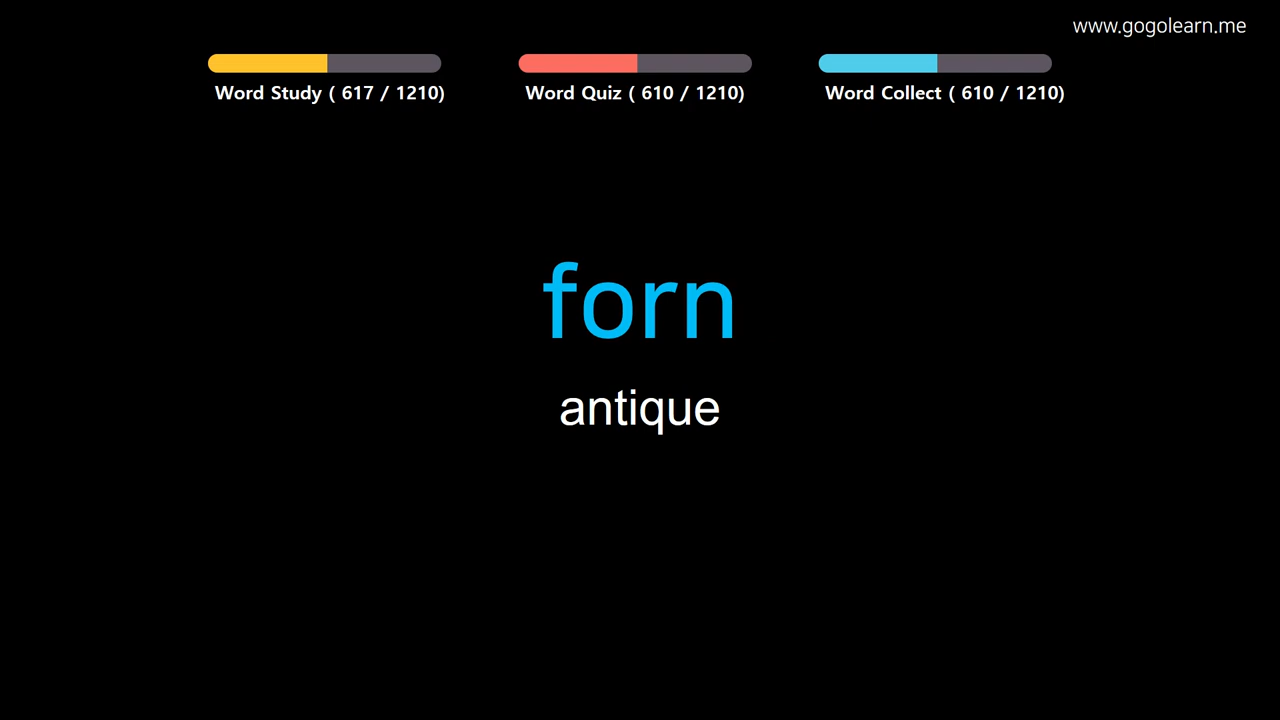 www.gogolearn.me
Word Study ( 617 / 1210)
Word Quiz ( 610 / 1210)
Word Collect ( 610 / 1210)
forn
antique